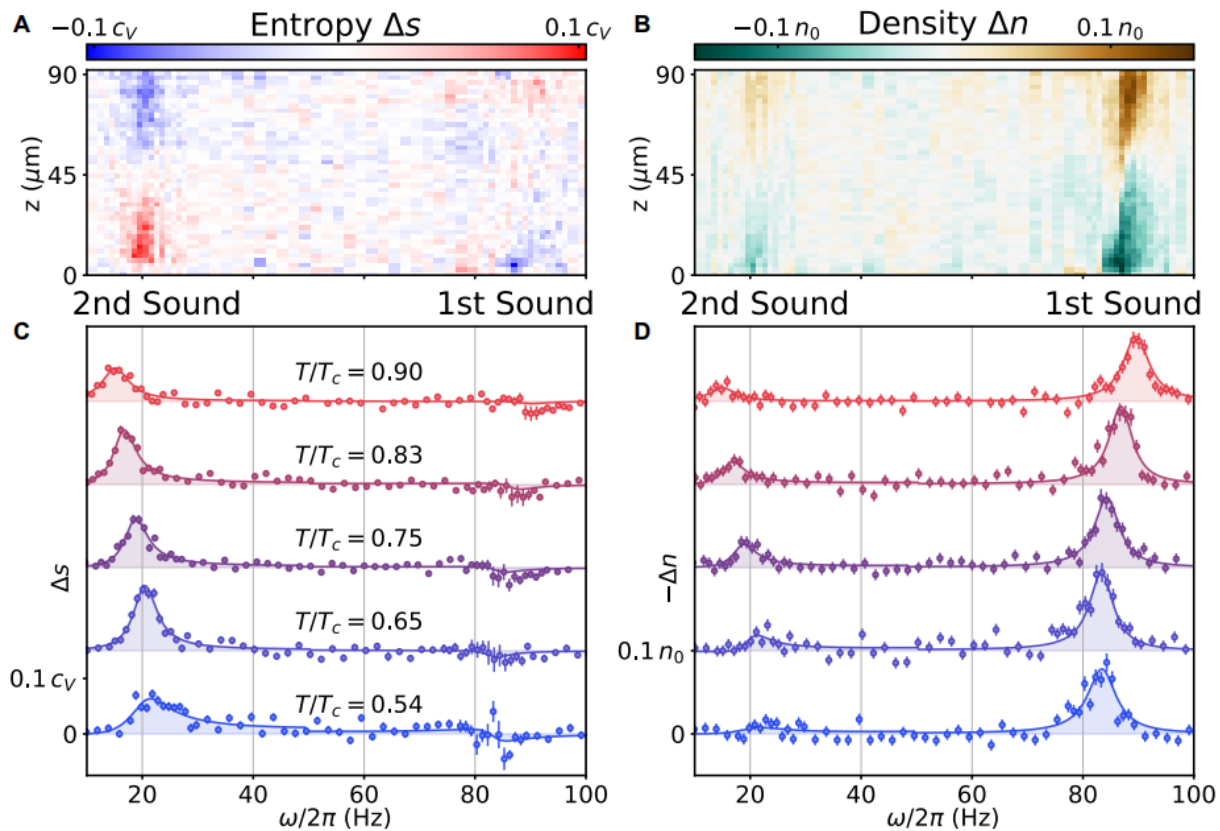 A
−0.1 c_V Entropy Δs 0.1 c_V
B
−0.1 n_0 Density Δn 0.1 n_0
90
45
0
z (μm)
90
45
0
z (μm)
2nd Sound 1st Sound
2nd Sound 1st Sound
C
T/T_c = 0.90
T/T_c = 0.83
T/T_c = 0.75
T/T_c = 0.65
T/T_c = 0.54
Δs
0.1 c_V
0
20 40 60 80 100
ω/2π (Hz)
D
−Δn
0.1 n_0
0
20 40 60 80 100
ω/2π (Hz)